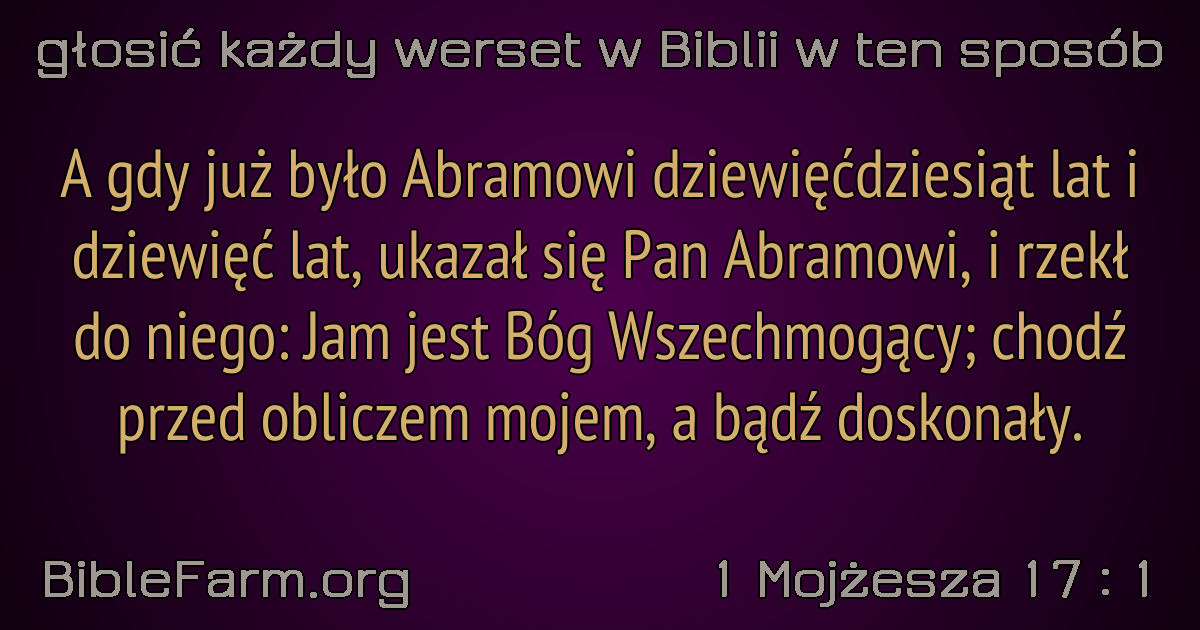 głosić każdy werset w Biblii w ten sposób
A gdy już było Abramowi dziewięćdziesiąt lat i
dziewięć lat, ukazał się Pan Abramowi, i rzekł
do niego: Jam jest Bóg Wszechmogący; chodź
przed obliczem mojem, a bądź doskonały.
BibleFarm.org
1 Mojżesza 17 : 1